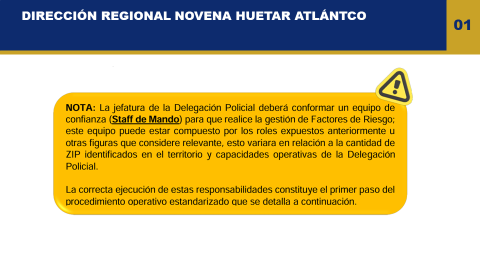 DIRECCIÓN REGIONAL NOVENA HUETAR ATLÁNTCO
01
NOTA: La jefatura de la Delegación Policial deberá conformar un equipo de
confianza (Staff de Mando) para que realice la gestión de Factores de Riesgo;
este equipo puede estar compuesto por los roles expuestos anteriormente u
otras figuras que considere relevante, esto variara en relación a la cantidad de
ZIP identificados en el territorio y capacidades operativas de la Delegación
Policial.
La correcta ejecución de estas responsabilidades constituye el primer paso del
procedimiento operativo estandarizado que se detalla a continuación.